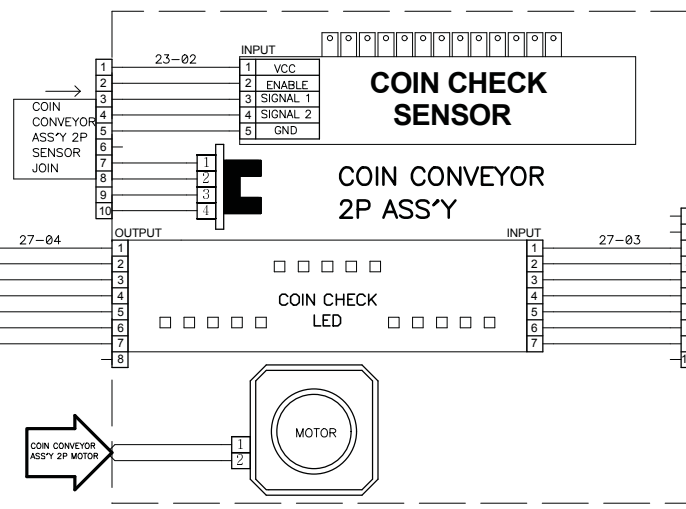 23-02
INPUT
1 VCC
2 ENABLE
3 SIGNAL 1
4 SIGNAL 2
5 GND
COIN CHECK
SENSOR
1
2
3
4
5
6
7
8
9
10
COIN
CONVEYOR
ASS'Y 2P
SENSOR
JOIN
1
2
3
4
COIN CONVEYOR
2P ASS'Y
27-04
OUTPUT
1
2
3
4
5
6
7
8
COIN CHECK
LED
INPUT
1
2
3
4
5
6
7
27-03
1
COIN CONVEYOR
ASS'Y 2P MOTOR
1
2
MOTOR